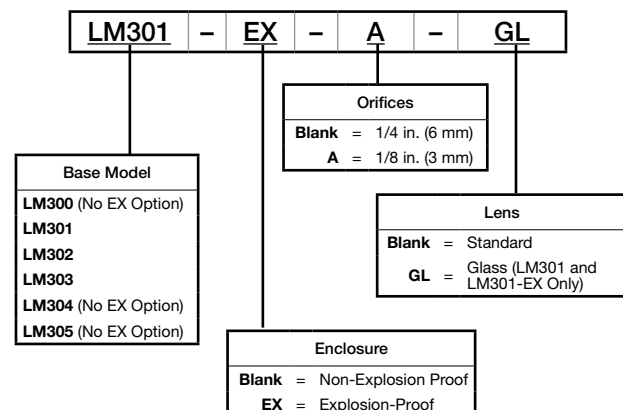 LM301 – EX – A – GL
Orifices
Blank = 1/4 in. (6 mm)
A = 1/8 in. (3 mm)
Base Model
LM300 (No EX Option)
LM301
LM302
LM303
LM304 (No EX Option)
LM305 (No EX Option)
Lens
Blank = Standard
GL = Glass (LM301 and
LM301-EX Only)
Enclosure
Blank = Non-Explosion Proof
EX = Explosion-Proof